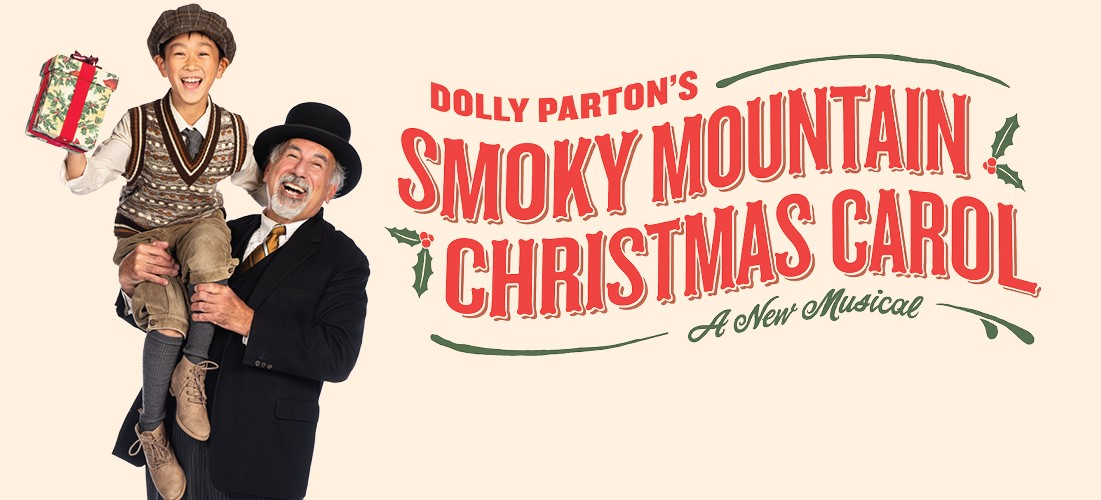 DOLLY PARTON'S
SMOKY MOUNTAIN
CHRISTMAS CAROL
A New Musical